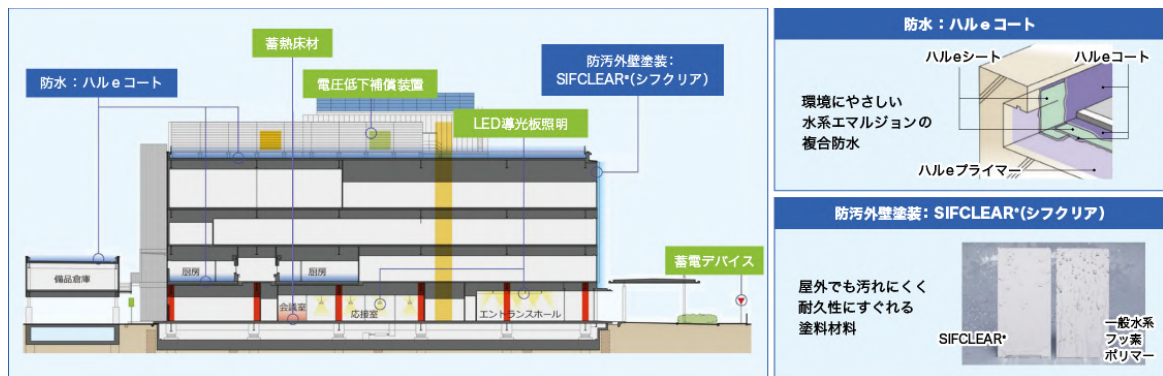 蓄熱床材
防水：ハルeコート
電圧低下補償装置
防汚外壁塗装：
SIFCLEAR®(シフクリア)
LED導光板照明
蓄電デバイス
備品倉庫
厨房
厨房
会議室
応接室
エントランスホール
防水：ハルeコート
ハルeシート
ハルeコート
環境にやさしい
水系エマルジョンの
複合防水
ハルeプライマー
防汚外壁塗装：SIFCLEAR®(シフクリア)
屋外でも汚れにくく
耐久性にすぐれる
塗料材料
SIFCLEAR®
一般水系
フッ素
ポリマー